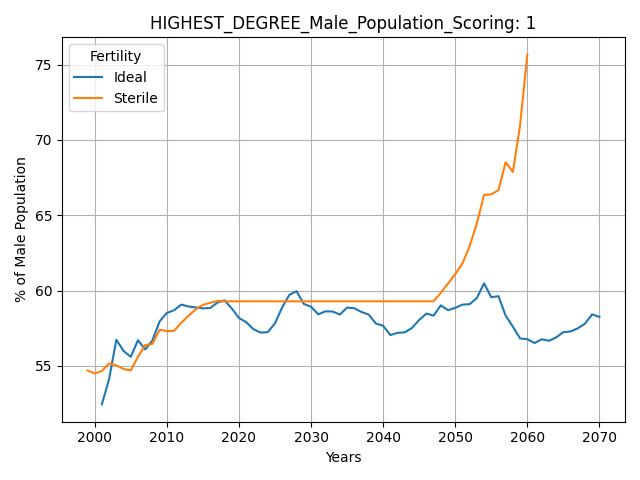 HIGHEST_DEGREE_Male_Population_Scoring: 1
Fertility
Ideal
Sterile
% of Male Population
75
70
65
60
55
2000 2010 2020 2030 2040 2050 2060 2070
Years